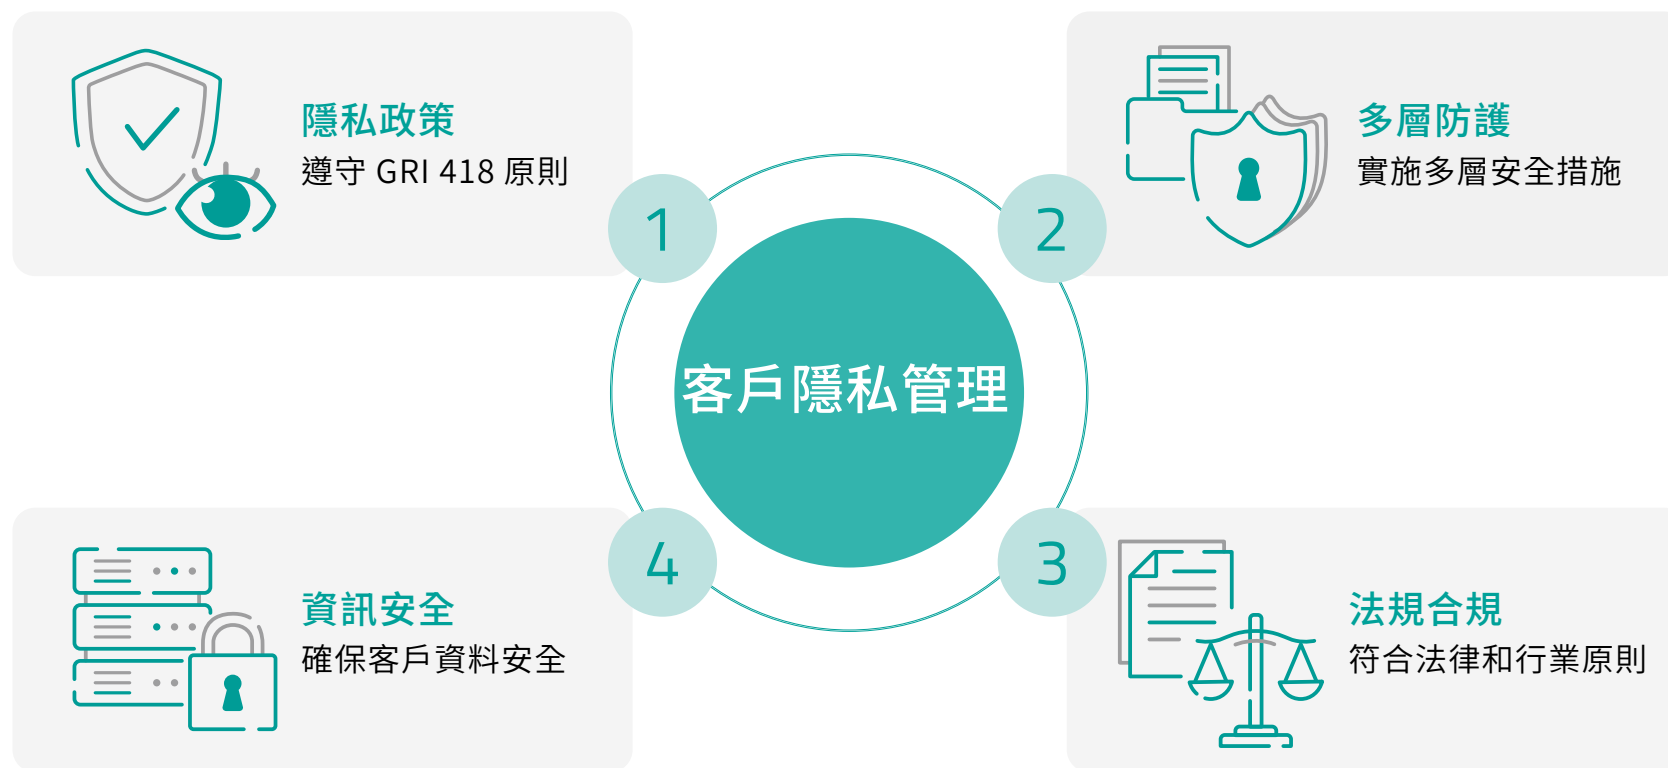 隱私政策
遵守 GRI 418 原則
1
多層防護
實施多層安全措施
2
客戶隱私管理
資訊安全
確保客戶資料安全
4
法規合規
符合法律和行業原則
3